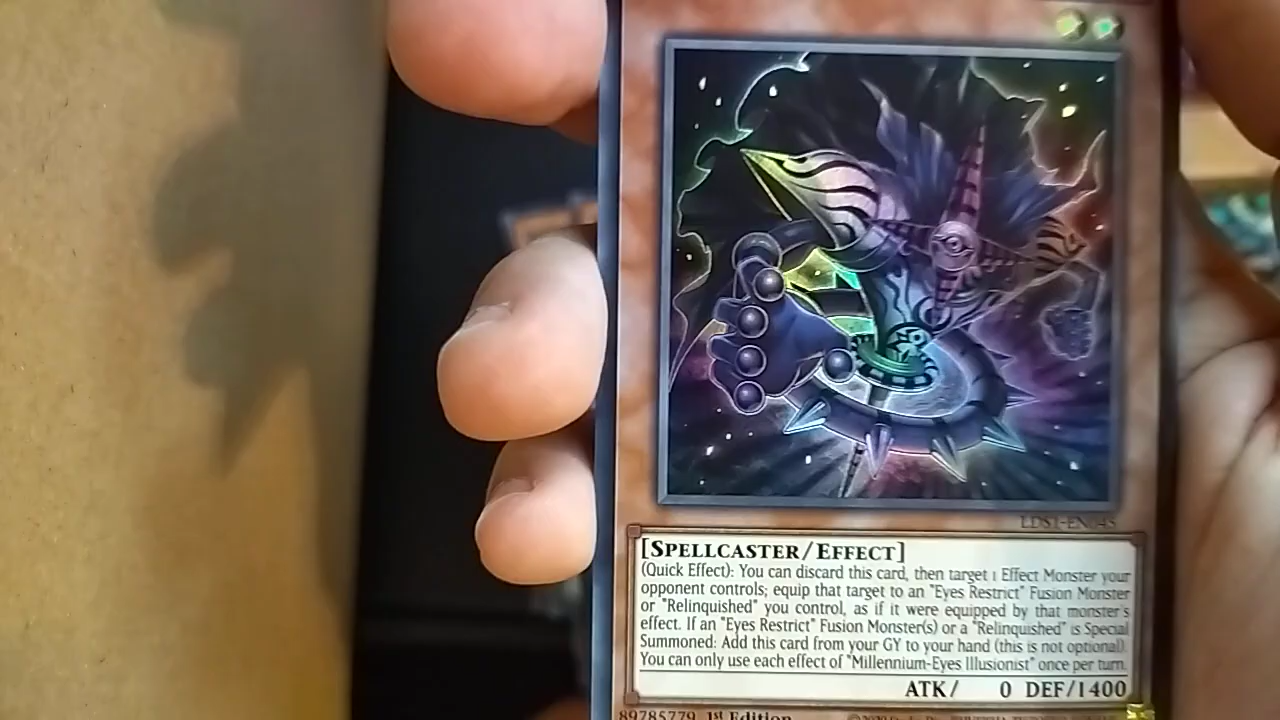 LDS1-EN045
[SPELLCASTER/EFFECT]
(Quick Effect): You can discard this card, then target 1 Effect Monster your
opponent controls; equip that target to an "Eyes Restrict" Fusion Monster
or "Relinquished" you control, as if it were equipped by that monster's
effect. If an "Eyes Restrict" Fusion Monster(s) or a "Relinquished" is Special
Summoned: Add this card from your GY to your hand (this is not optional).
You can only use each effect of "Millennium-Eyes Illusionist" once per turn.
ATK/ 0 DEF/1400
89785779 1st Edition